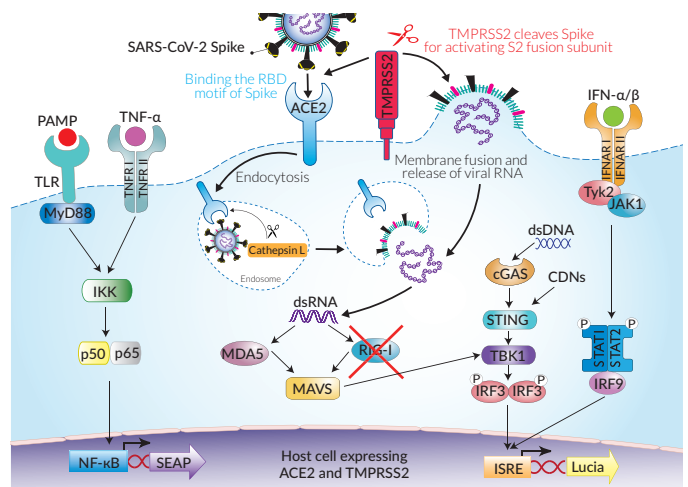 SARS-CoV-2 Spike
TMPRSS2 cleaves Spike
for activating S2 fusion subunit
Binding the RBD
motif of Spike
ACE2
TMPRSS2
IFN-α/β
PAMP
TNF-α
TLR
TNFR I
TNFR II
MyD88
IFNAR I
IFNAR II
Tyk2
JAK1
Endocytosis
Membrane fusion and
release of viral RNA
Cathepsin L
Endosome
dsDNA
cGAS
CDNs
IKK
dsRNA
STING
P
P
STAT1
STAT2
p50
p65
MDA5
RIG-I
TBK1
MAVS
P
P
IRF3
IRF3
IRF9
NF-κB
SEAP
Host cell expressing
ACE2 and TMPRSS2
ISRE
Lucia